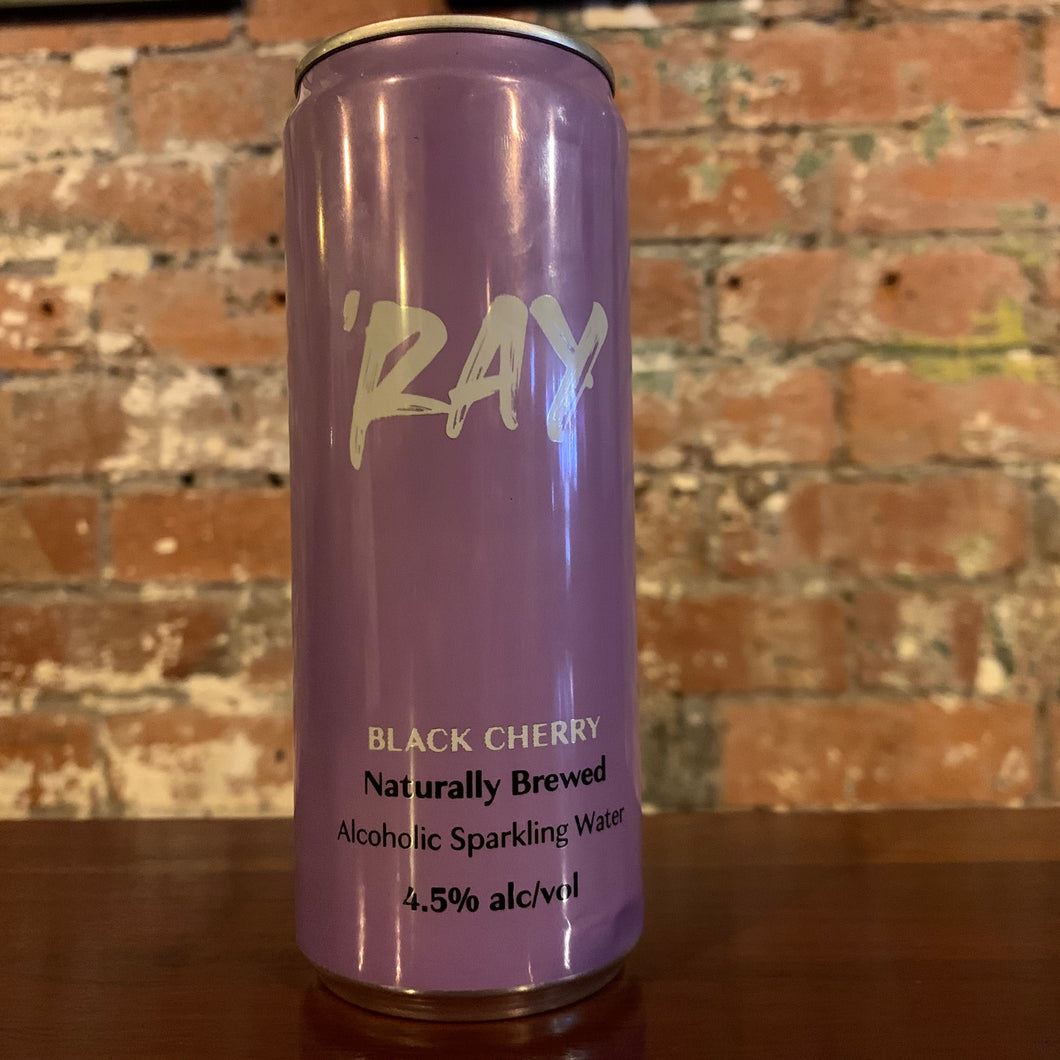 'RAY
BLACK CHERRY
Naturally Brewed
Alcoholic Sparkling Water
4.5% alc/vol